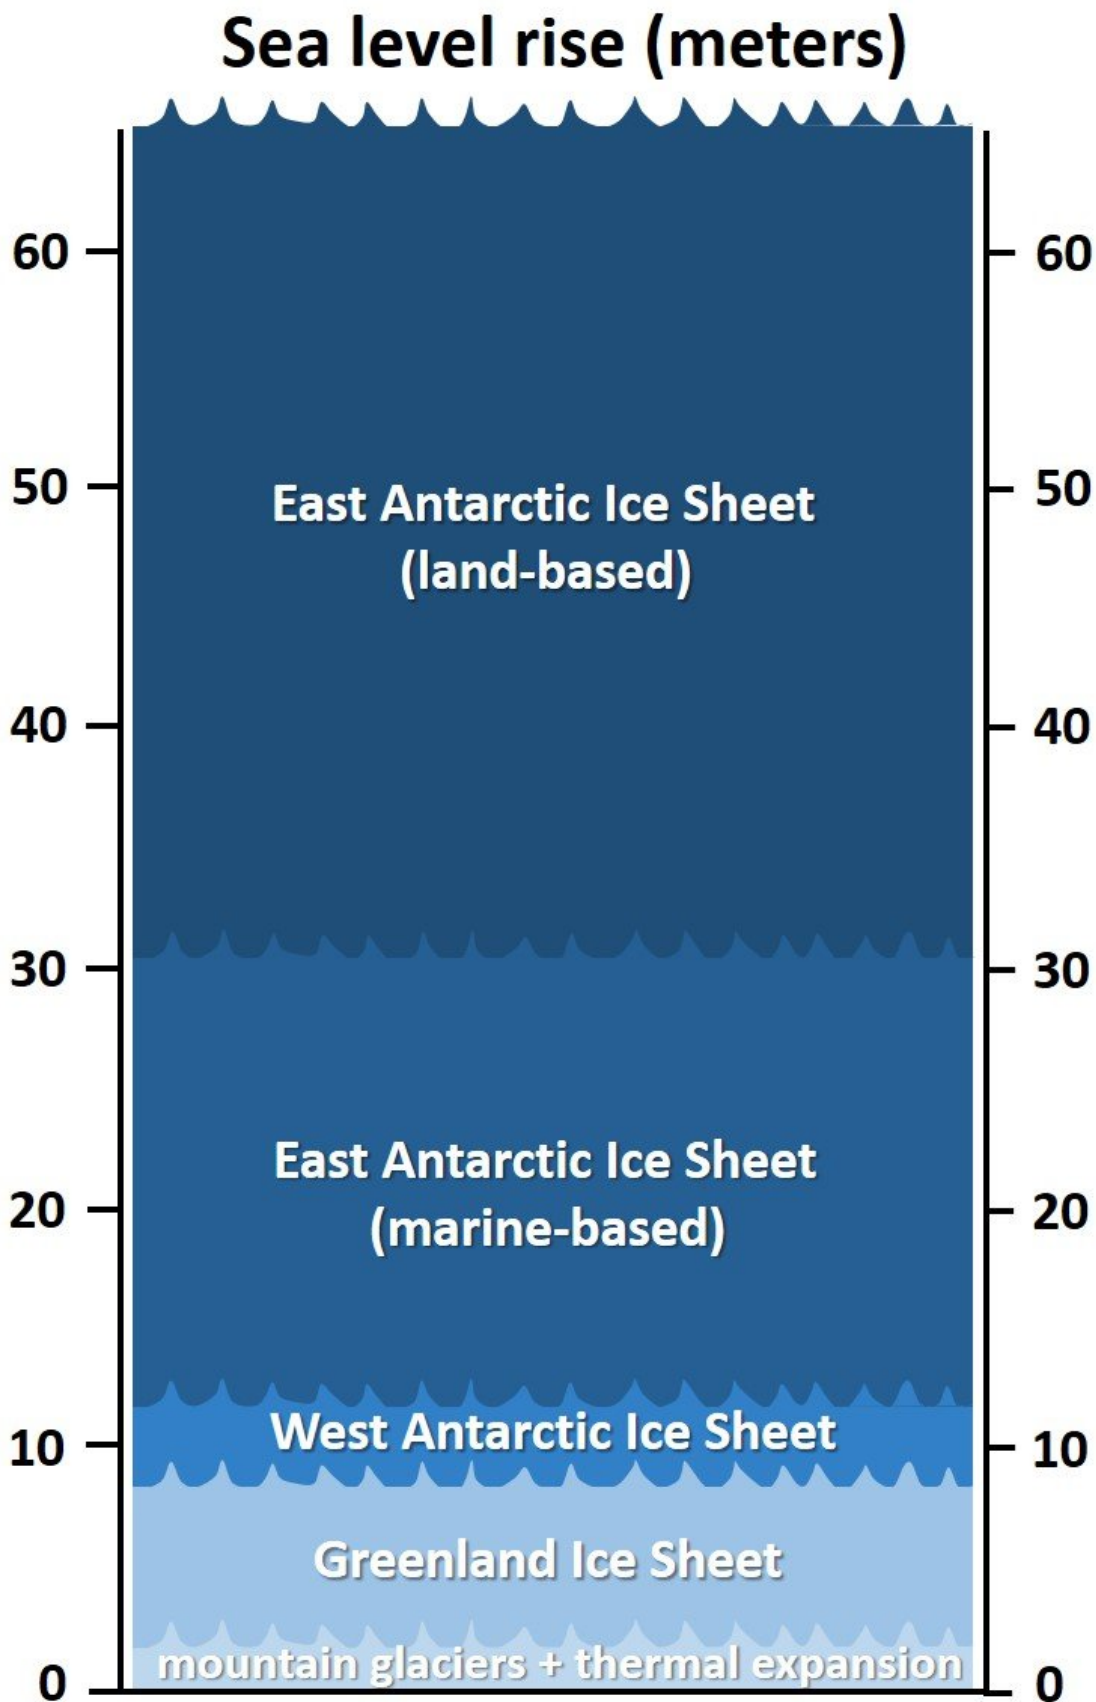 Sea level rise (meters)
60
60
50
50
East Antarctic Ice Sheet
(land-based)
40
40
30
30
East Antarctic Ice Sheet
(marine-based)
20
20
West Antarctic Ice Sheet
10
10
Greenland Ice Sheet
mountain glaciers + thermal expansion
0
0